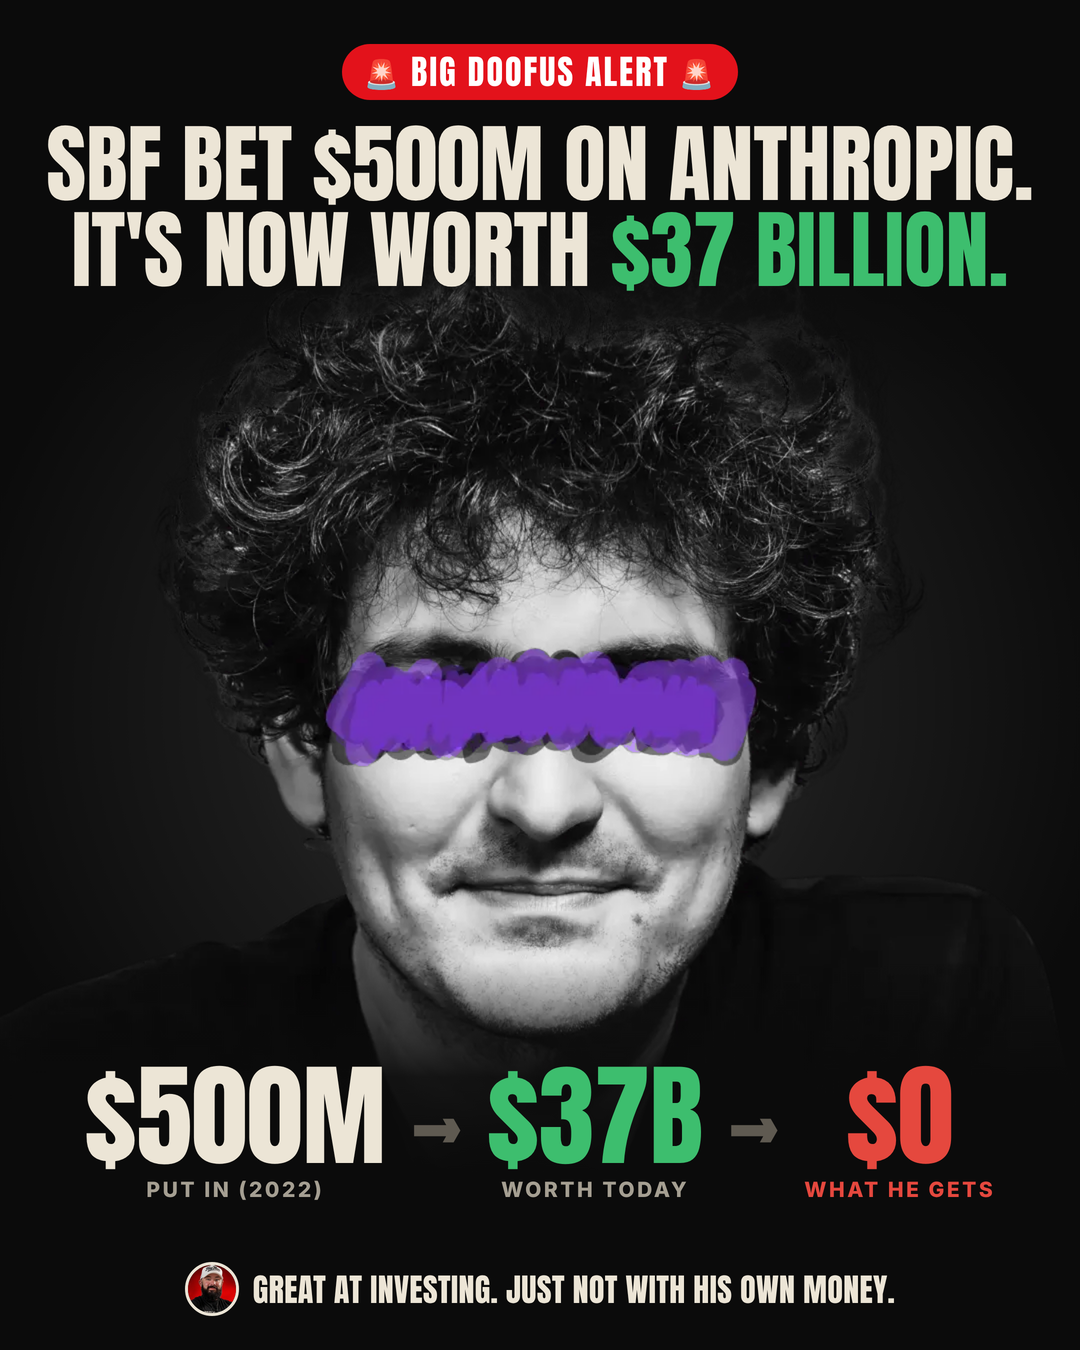 🚨 BIG DOOFUS ALERT 🚨
SBF BET $500M ON ANTHROPIC.
IT'S NOW WORTH $37 BILLION.
$500M → $37B → $0
PUT IN (2022) WORTH TODAY WHAT HE GETS
GREAT AT INVESTING. JUST NOT WITH HIS OWN MONEY.